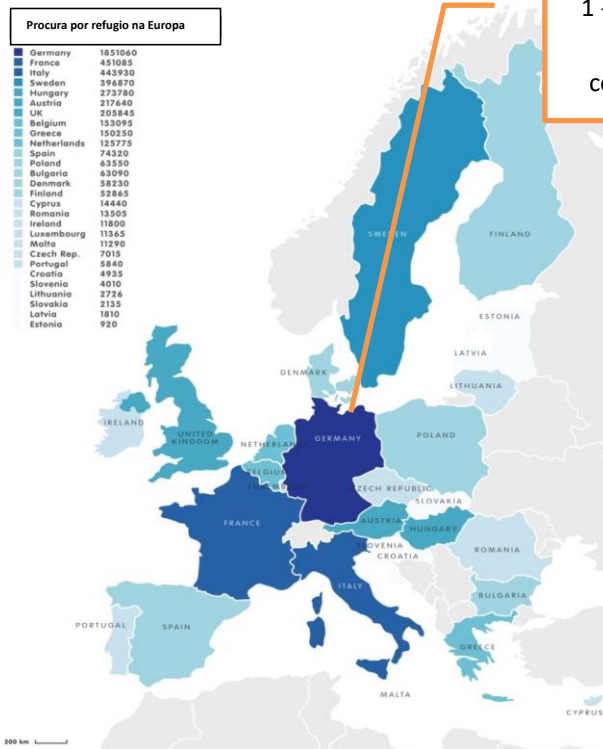 Procura por refugio na Europa
1
Germany 1851060
France 451085
Italy 443930
Sweden 396870
Hungary 273780
Austria 217640
UK 205845
Belgium 153095
Greece 150250
Netherlands 125775
Spain 74320
Poland 63550
Bulgaria 63090
Denmark 58230
Finland 52865
Cyprus 14440
Romania 13505
Ireland 11800
Luxembourg 11365
Malta 11290
Czech Rep. 7015
Portugal 5840
Croatia 4935
Slovenia 4010
Lithuania 2726
Slovakia 2135
Latvia 1810
Estonia 920
SWEDEN
FINLAND
ESTONIA
LATVIA
LITHUANIA
DENMARK
IRELAND
UNITED
KINGDOM
NETHERLANDS
GERMANY
POLAND
BELGIUM
LUXEMBOURG
CZECH REPUBLIC
SLOVAKIA
FRANCE
AUSTRIA
HUNGARY
SLOVENIA
CROATIA
ROMANIA
ITALY
BULGARIA
PORTUGAL
SPAIN
GREECE
MALTA
CYPRUS
200 km